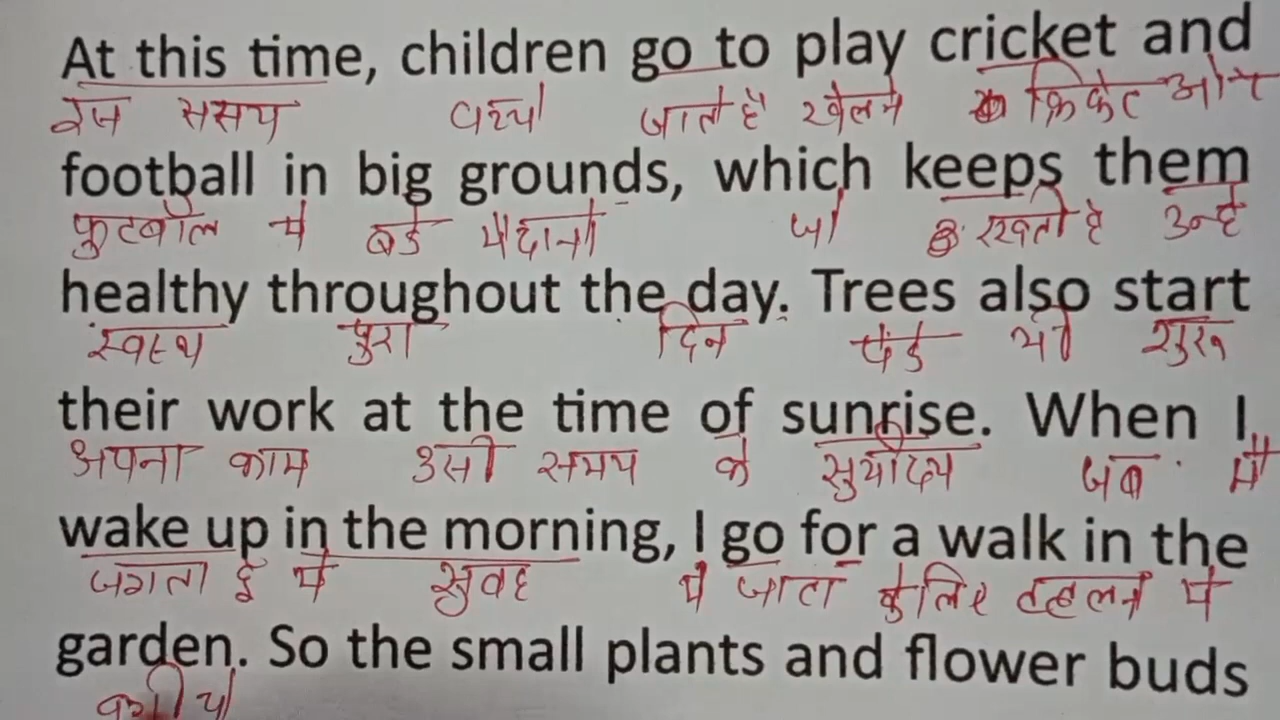 At this time, children go to play cricket and
समय बच्चों जाते है खेलने क्रिकेट और
football in big grounds, which keeps them
फुटबॉल मे बडे मैदानों जो रखती है उन्हे
healthy throughout the day. Trees also start
स्वस्थ पुरा दिन पेड भी शुरू
their work at the time of sunrise. When I
अपना काम उसी समय के सुर्योदय जब मैं
wake up in the morning, I go for a walk in the
जगता हूँ मे सुबह मे जाता के लिए टहलने मे
garden. So the small plants and flower buds